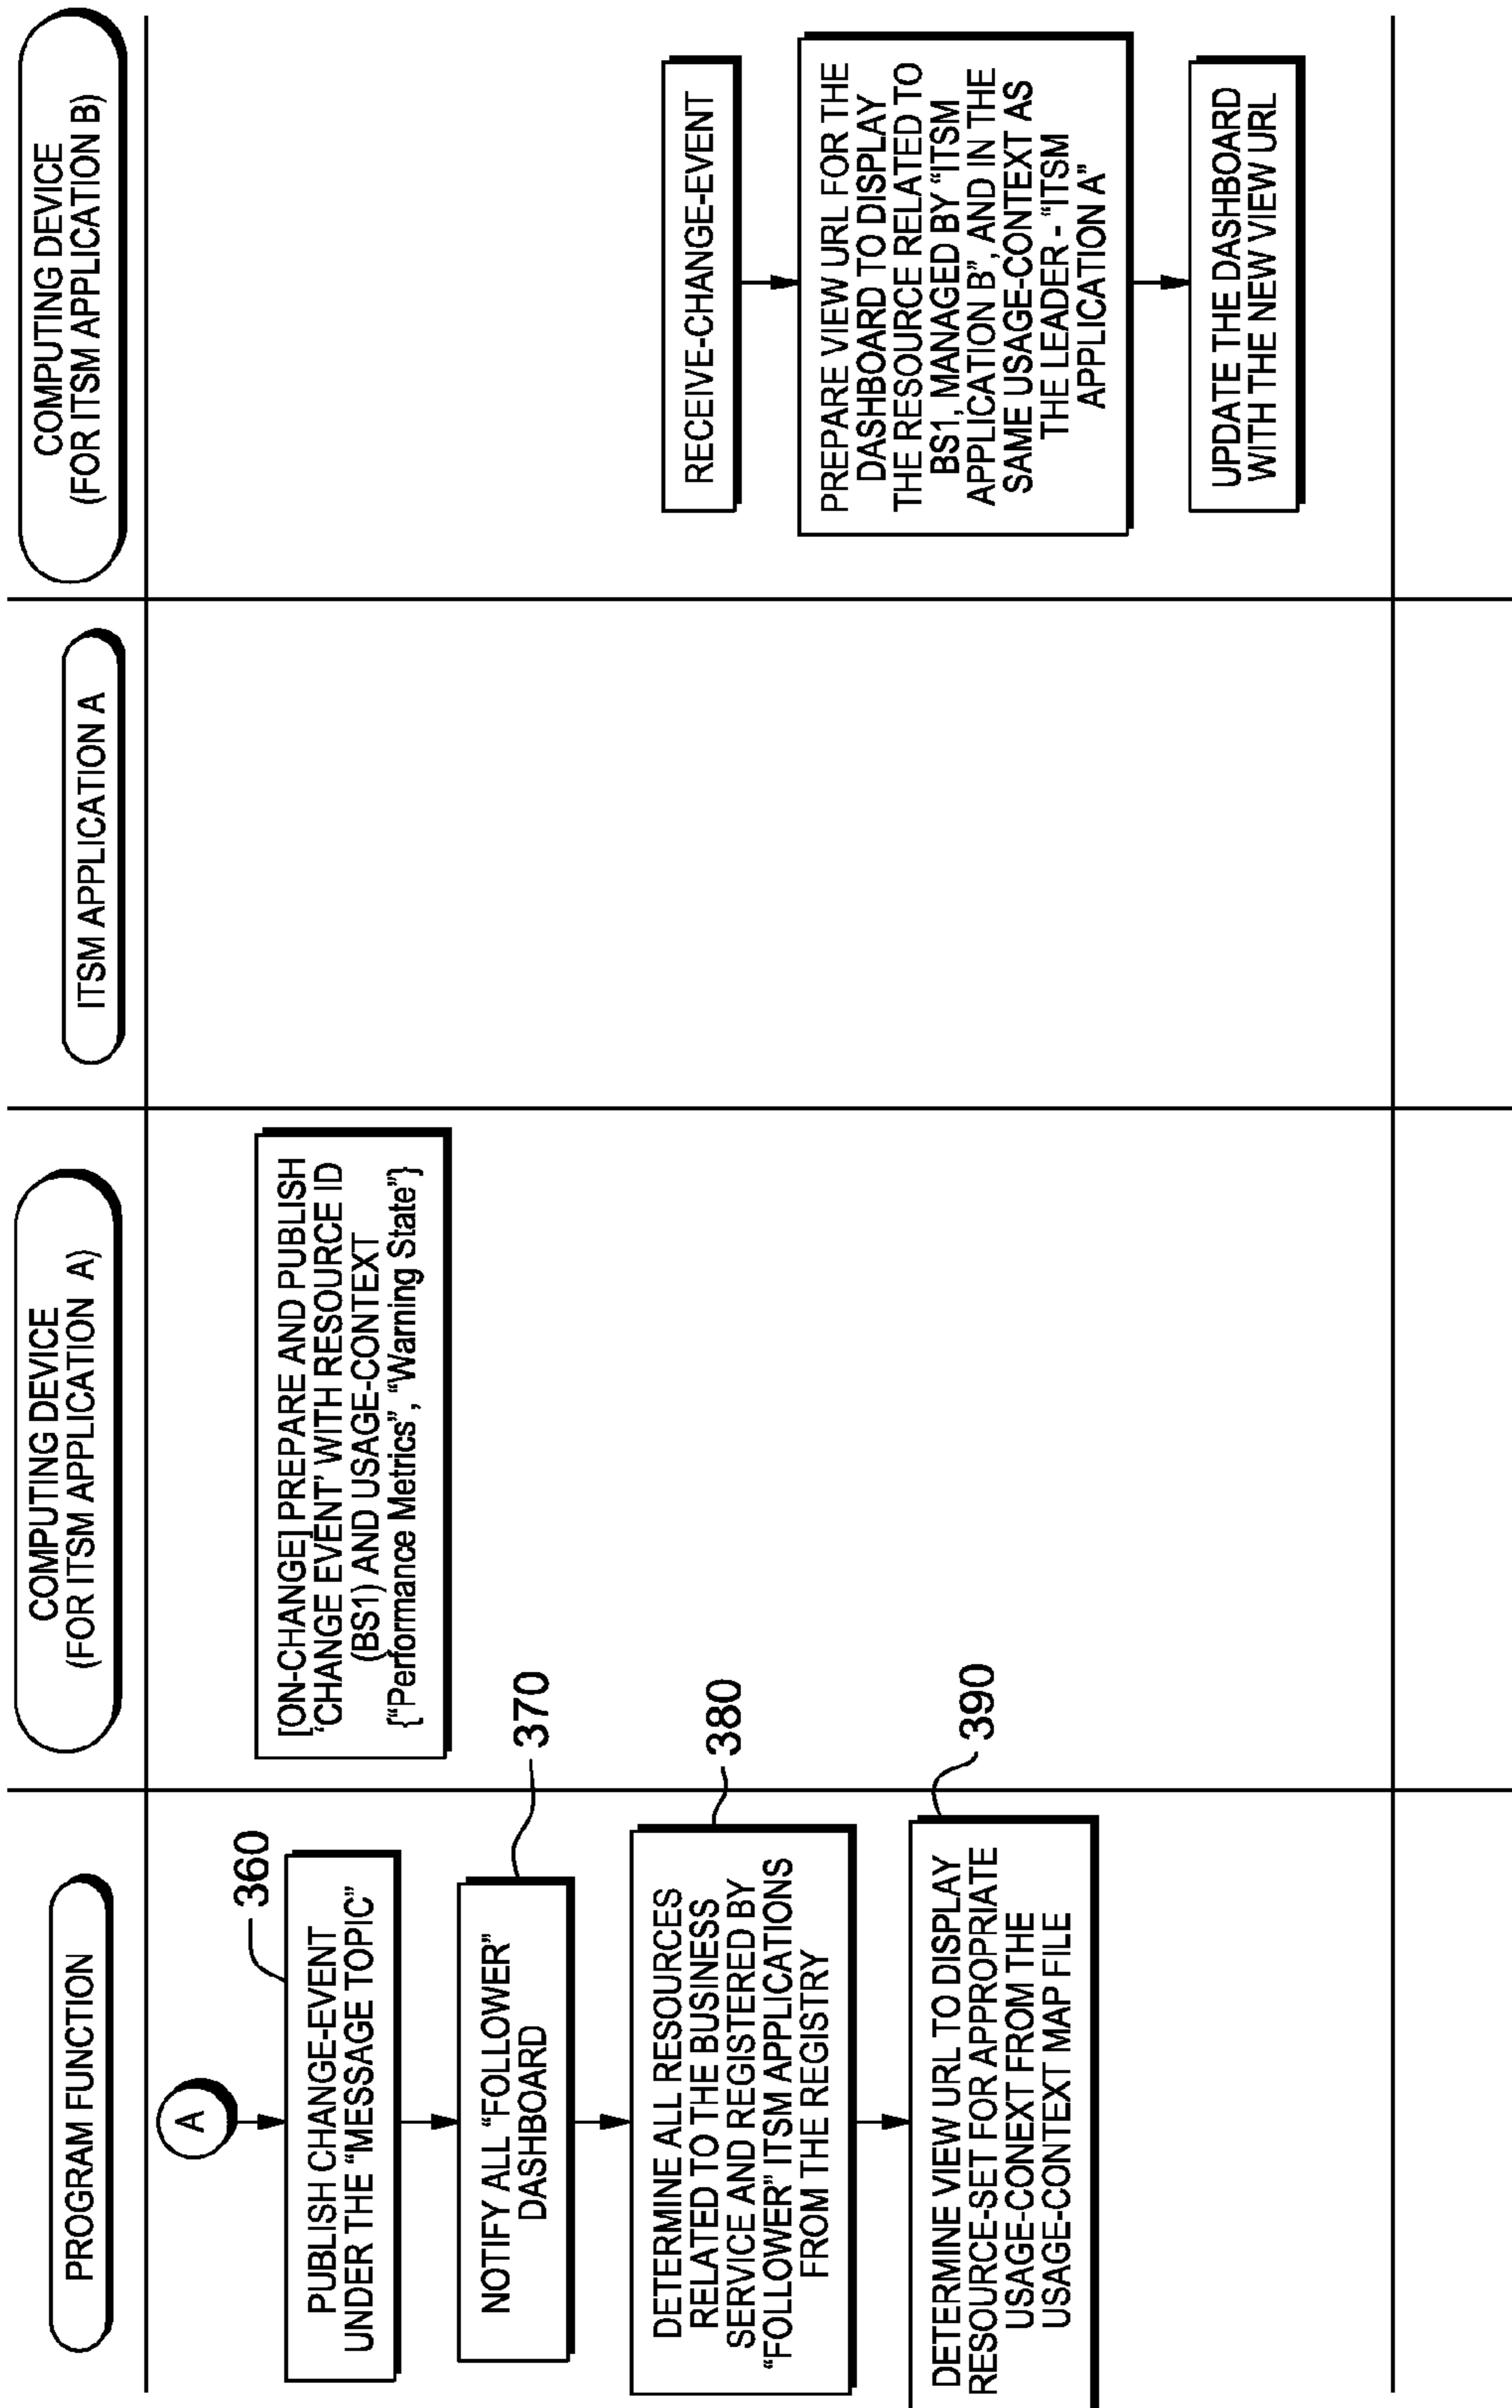 PROGRAM FUNCTION
COMPUTING DEVICE
(FOR ITSM APPLICATION A)
ITSM APPLICATION A
COMPUTING DEVICE
(FOR ITSM APPLICATION B)
A
360
PUBLISH CHANGE-EVENT
UNDER THE “MESSAGE TOPIC”
370
NOTIFY ALL “FOLLOWER”
DASHBOARD
380
DETERMINE ALL RESOURCES
RELATED TO THE BUSINESS
SERVICE AND REGISTERED BY
“FOLLOWER” ITSM APPLICATIONS
FROM THE REGISTRY
390
DETERMINE VIEW URL TO DISPLAY
RESOURCE-SET FOR APPROPRIATE
USAGE-CONEXT FROM THE
USAGE-CONTEXT MAP FILE
[ON-CHANGE] PREPARE AND PUBLISH
‘CHANGE EVENT’ WITH RESOURCE ID
(BS1) AND USAGE-CONTEXT
{“Performance Metrics”, “Warning State”}
RECEIVE-CHANGE-EVENT
PREPARE VIEW URL FOR THE
DASHBOARD TO DISPLAY
THE RESOURCE RELATED TO
BS1, MANAGED BY “ITSM
APPLICATION B”, AND IN THE
SAME USAGE-CONTEXT AS
THE LEADER - “ITSM
APPLICATION A”
UPDATE THE DASHBOARD
WITH THE NEW VIEW URL